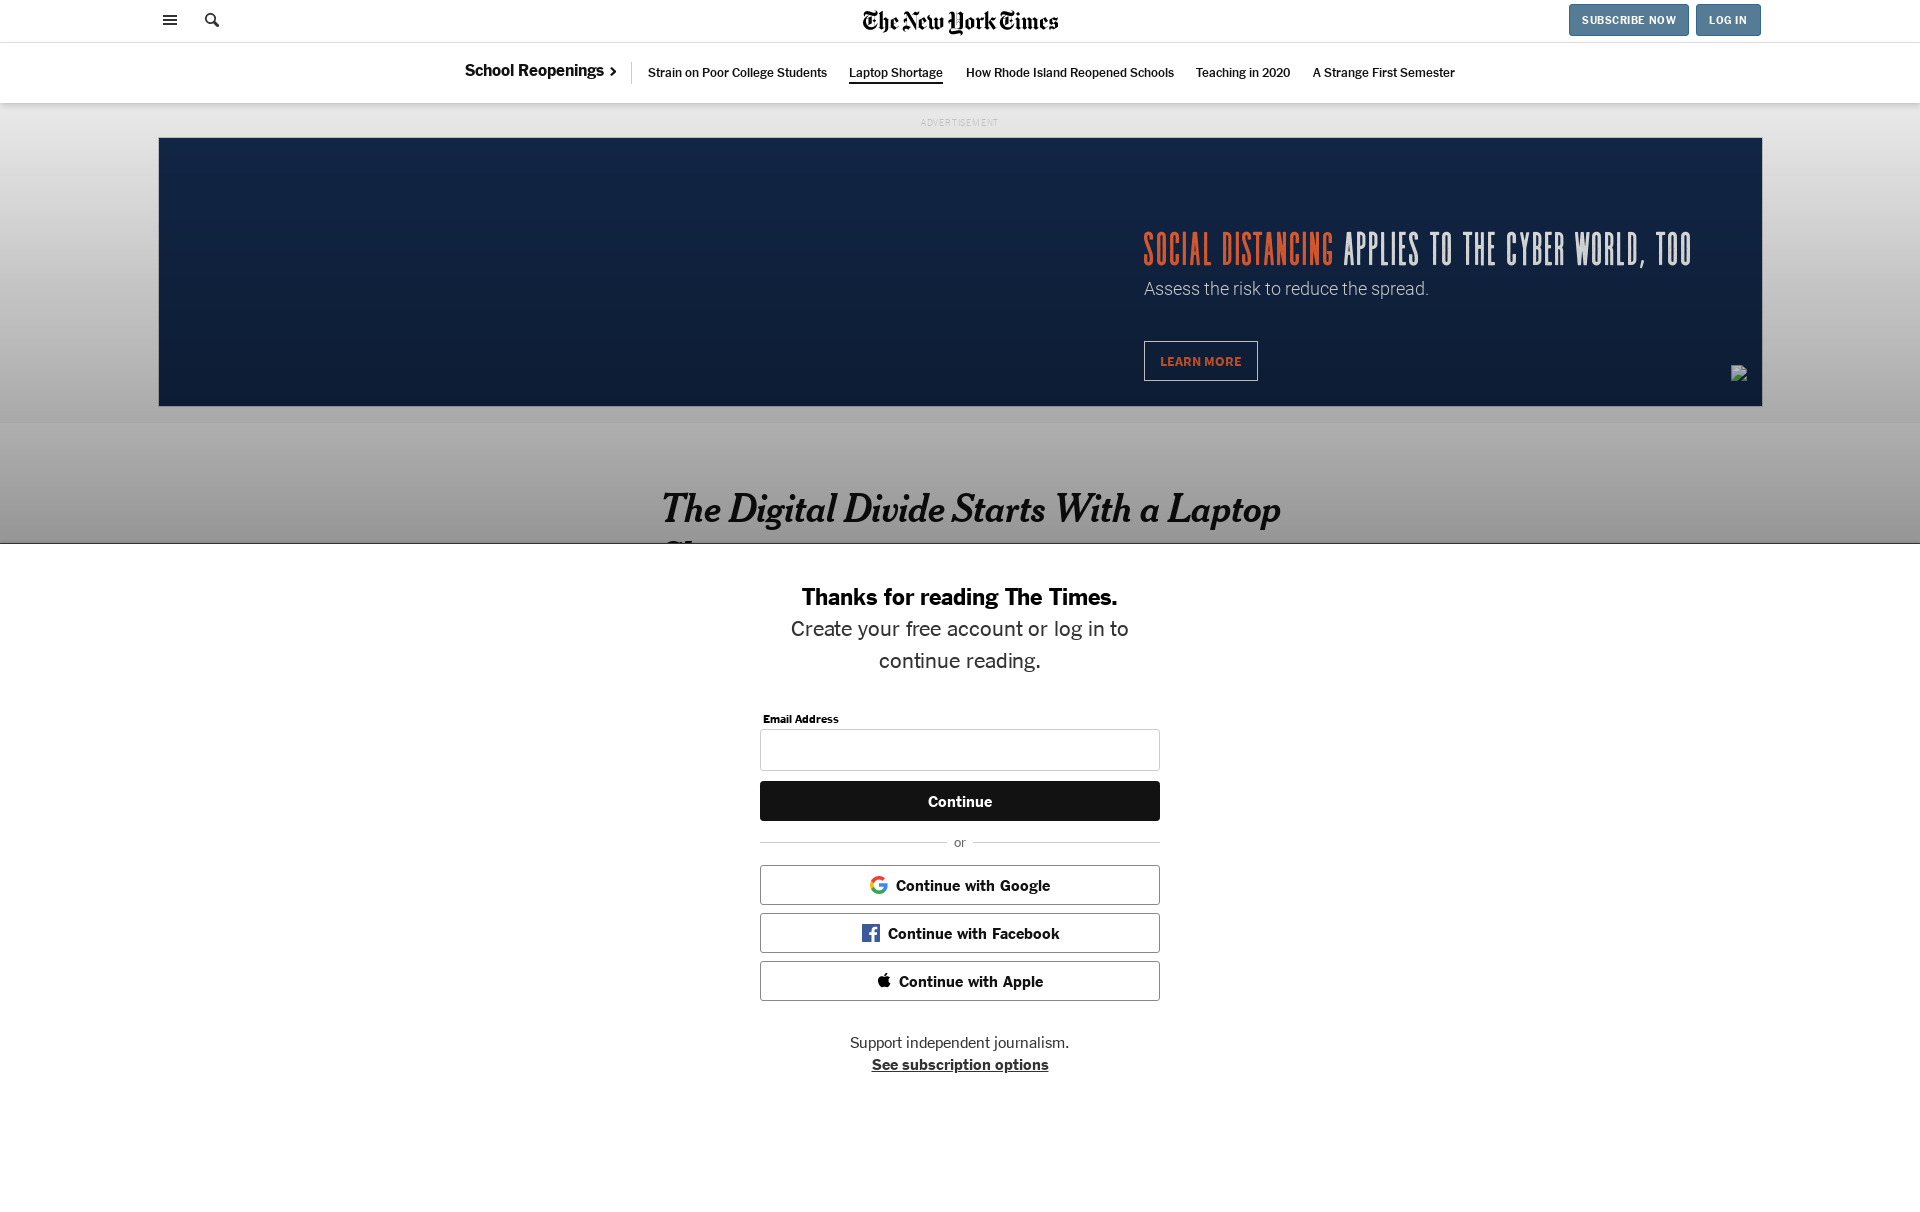 The New York Times
SUBSCRIBE NOW
LOG IN
School Reopenings
Strain on Poor College Students
Laptop Shortage
How Rhode Island Reopened Schools
Teaching in 2020
A Strange First Semester
ADVERTISEMENT
SOCIAL DISTANCING APPLIES TO THE CYBER WORLD, TOO
Assess the risk to reduce the spread.
LEARN MORE
The Digital Divide Starts With a Laptop
Thanks for reading The Times.
Create your free account or log in to
continue reading.
Email Address
Continue
or
Continue with Google
Continue with Facebook
Continue with Apple
Support independent journalism.
See subscription options